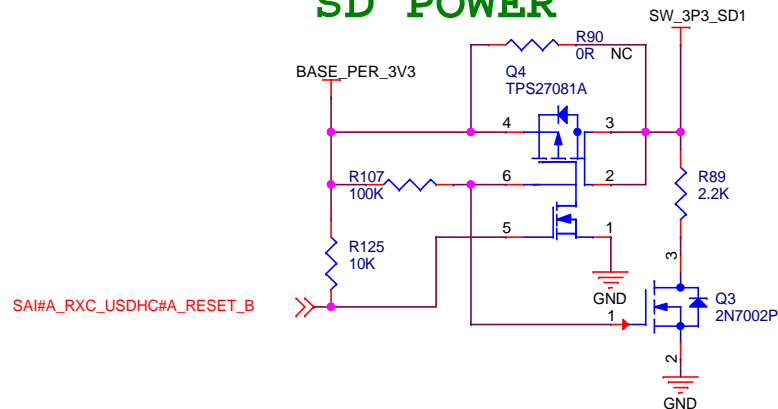 SD POWER
SW_3P3_SD1
R90
0R NC
BASE_PER_3V3
Q4
TPS27081A
4
3
R107
100K
6
2
R89
2.2K
5
1
R125
10K
3
SAI#A_RXC_USDHC#A_RESET_B
GND
1
Q3
2N7002P
2
GND